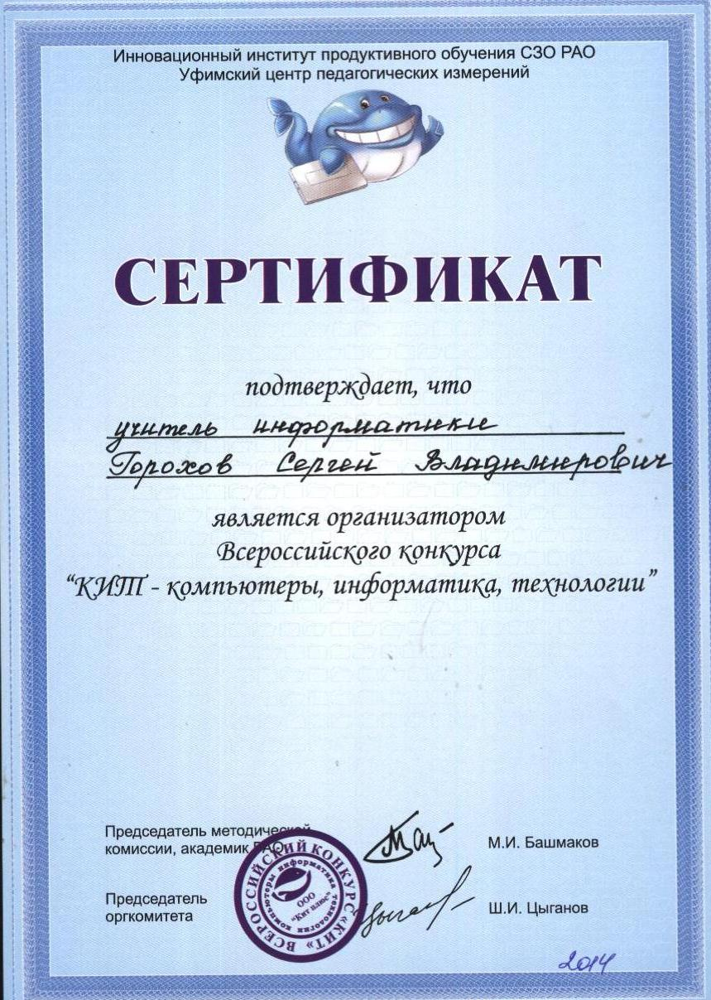 Инновационный институт продуктивного обучения СЗО РАО
Уфимский центр педагогических измерений
СЕРТИФИКАТ
подтверждает, что
учитель информатики
Горохов Сергей Владимирович
является организатором
Всероссийского конкурса
“КИТ - компьютеры, информатика, технологии”
Председатель методической
комиссии, академик РАО
М.И. Башмаков
Председатель
оргкомитета
Ш.И. Цыганов
ВСЕРОССИЙСКИЙ КОНКУРС «КИТ»
компьютеры информатика технологии
ООО
"Кит плюс"
2014